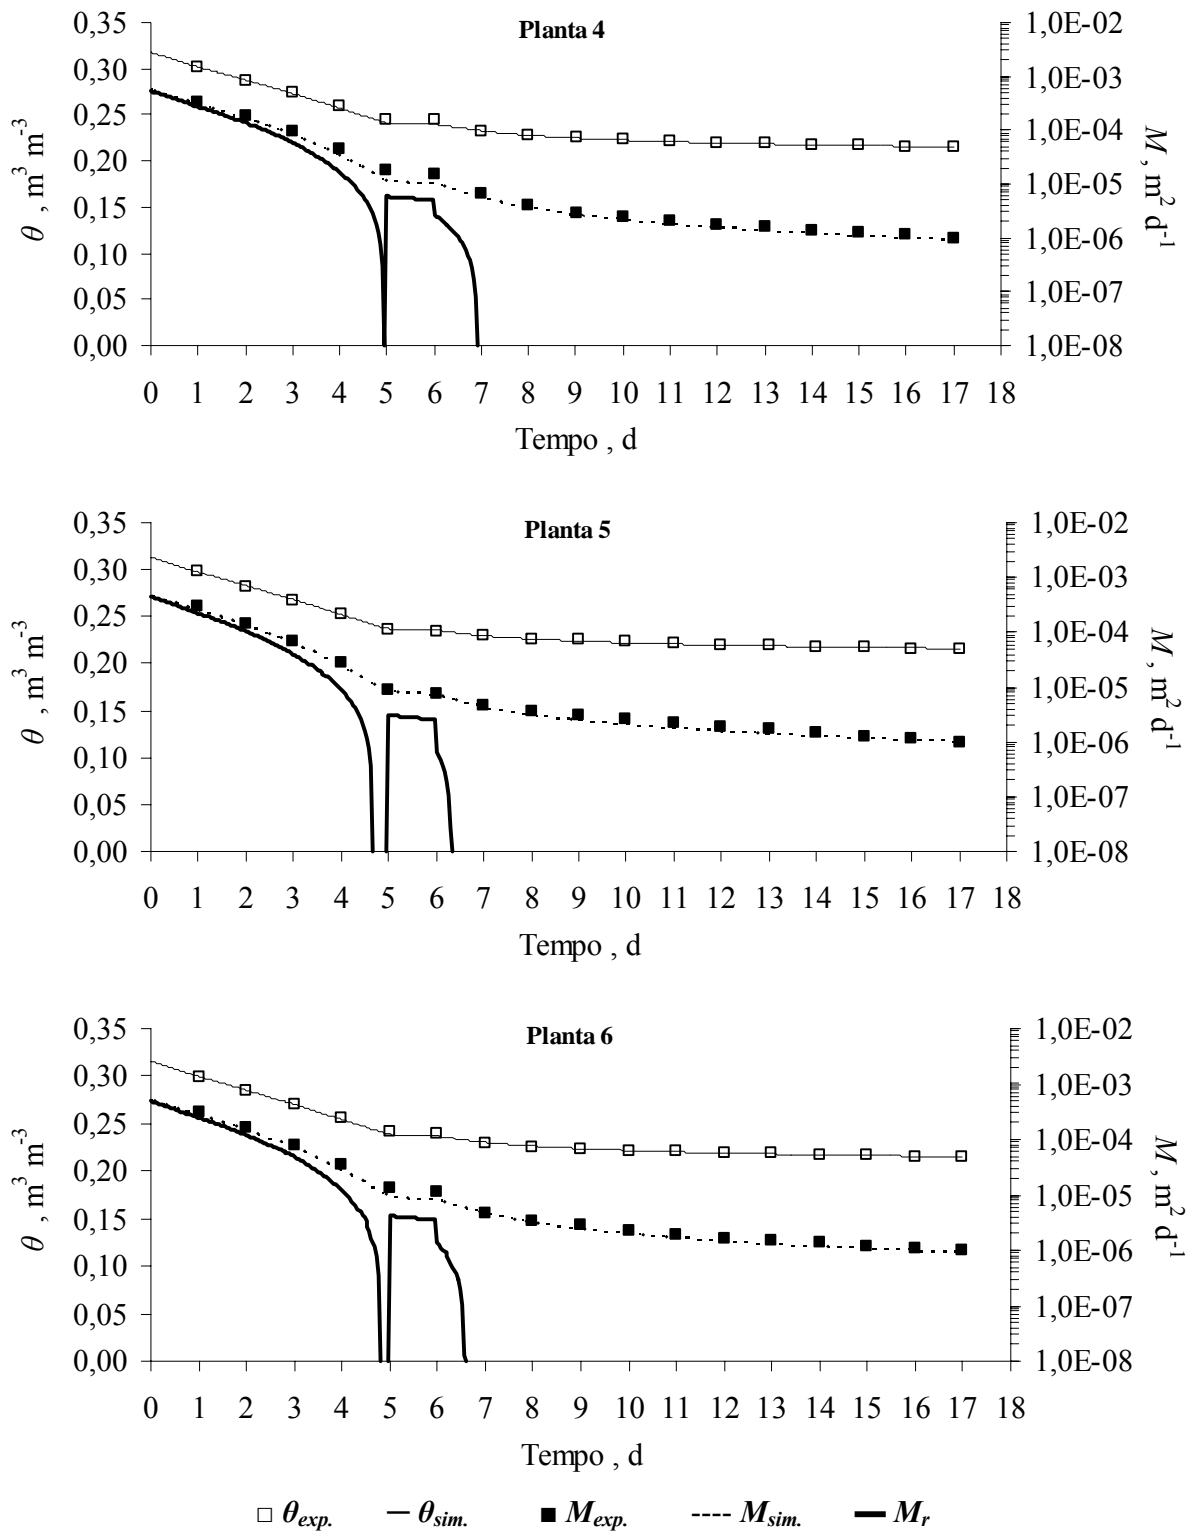 Planta 4
0,35
0,30
0,25
0,20
0,15
0,10
0,05
0,00
θ , m³ m⁻³
1,0E-02
1,0E-03
1,0E-04
1,0E-05
1,0E-06
1,0E-07
1,0E-08
M , m² d⁻¹
0 1 2 3 4 5 6 7 8 9 10 11 12 13 14 15 16 17 18
Tempo , d
Planta 5
0,35
0,30
0,25
0,20
0,15
0,10
0,05
0,00
θ , m³ m⁻³
1,0E-02
1,0E-03
1,0E-04
1,0E-05
1,0E-06
1,0E-07
1,0E-08
M , m² d⁻¹
0 1 2 3 4 5 6 7 8 9 10 11 12 13 14 15 16 17 18
Tempo , d
Planta 6
0,35
0,30
0,25
0,20
0,15
0,10
0,05
0,00
θ , m³ m⁻³
1,0E-02
1,0E-03
1,0E-04
1,0E-05
1,0E-06
1,0E-07
1,0E-08
M , m² d⁻¹
0 1 2 3 4 5 6 7 8 9 10 11 12 13 14 15 16 17 18
Tempo , d
θexp. θsim. Mexp. Msim. Mr